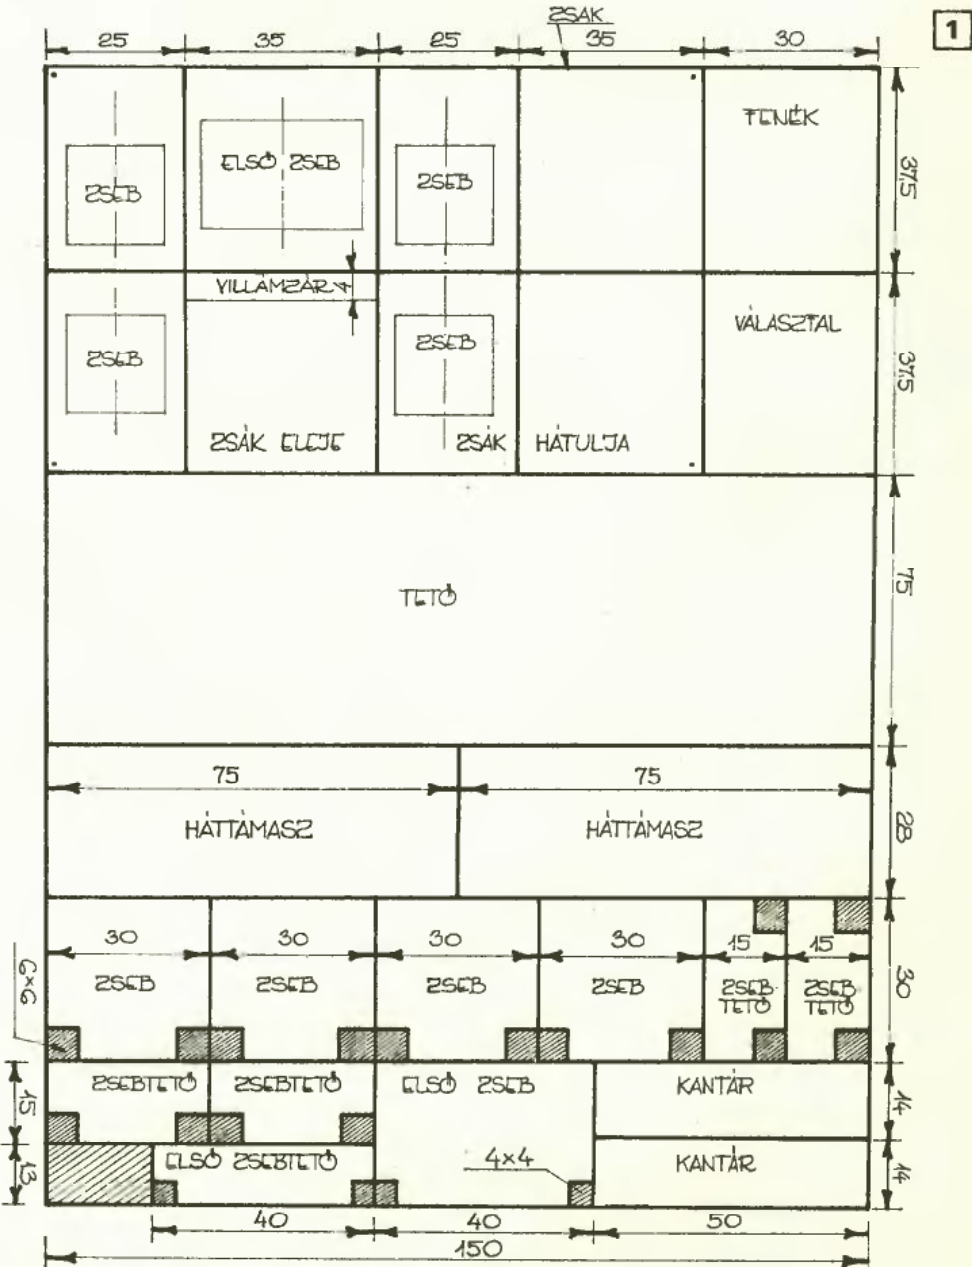 ZSÁK
1
25 35 25 35 30
FENÉK
ELSŐ ZSEB
ZSEB
ZSEB
37,5
VILLÁMZÁR 4
VÁLASZFAL
ZSEB
ZSEB
37,5
ZSÁK ELEJE ZSÁK HÁTULJA
TETŐ
75
75 75
HÁTTÁMASZ HÁTTÁMASZ
28
30 30 30 30 15 15
ZSEB ZSEB ZSEB ZSEB ZSEB ZSEB
TETŐ TETŐ
30
6×6
ZSEBTETŐ ZSEBTETŐ ELSŐ ZSEB KANTÁR
15 14
ELSŐ ZSEBTETŐ 4×4 KANTÁR
13 14
40 40 50
150